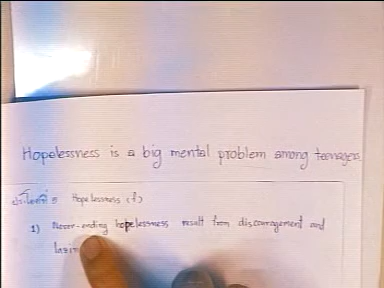 Hopelessness is a big mental problem among teenagers
Hopelessness (f)
1) Never-ending hopelessness result from discouragement and